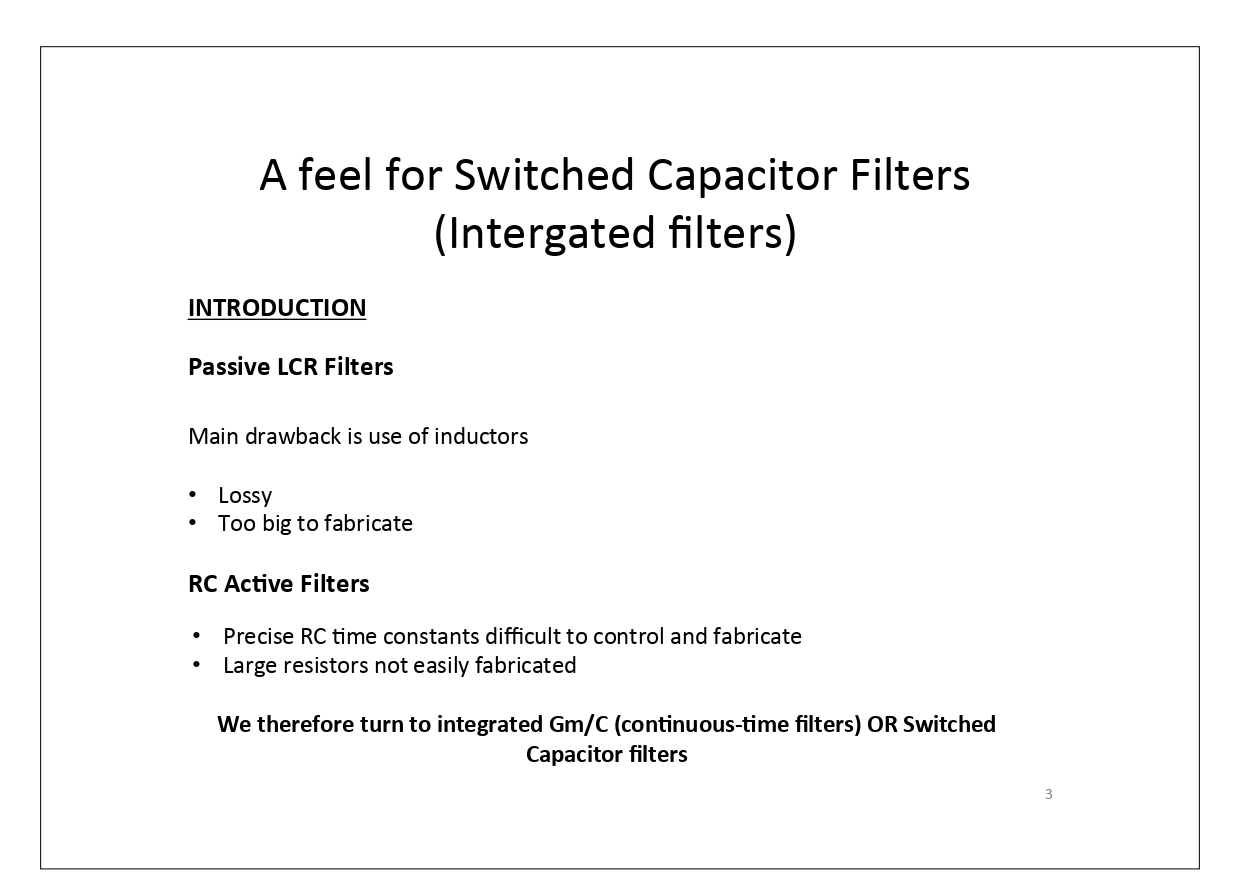 A feel for Switched Capacitor Filters
(Intergated filters)
INTRODUCTION
Passive LCR Filters
Main drawback is use of inductors
• Lossy
• Too big to fabricate
RC Active Filters
• Precise RC time constants difficult to control and fabricate
• Large resistors not easily fabricated
We therefore turn to integrated Gm/C (continuous-time filters) OR Switched
Capacitor filters
3